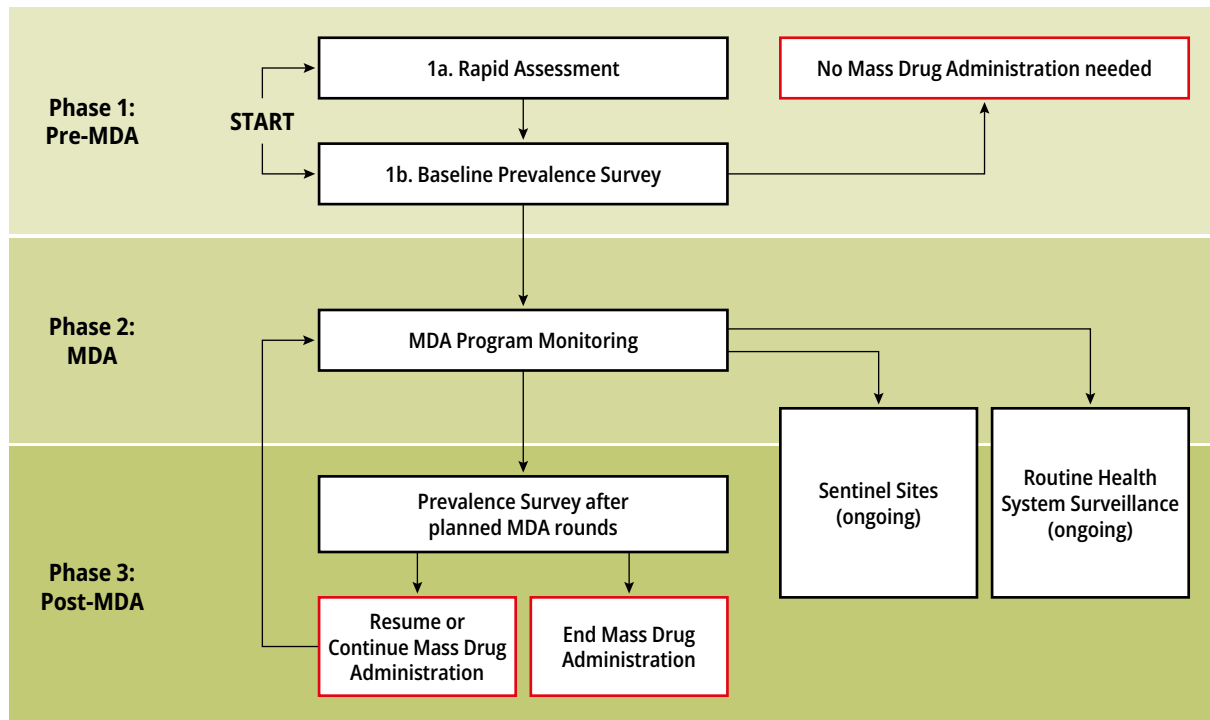 Phase 1:
Pre-MDA
START
1a. Rapid Assessment
No Mass Drug Administration needed
1b. Baseline Prevalence Survey
Phase 2:
MDA
MDA Program Monitoring
Sentinel Sites
(ongoing)
Routine Health
System Surveillance
(ongoing)
Phase 3:
Post-MDA
Prevalence Survey after
planned MDA rounds
Resume or
Continue Mass Drug
Administration
End Mass Drug
Administration